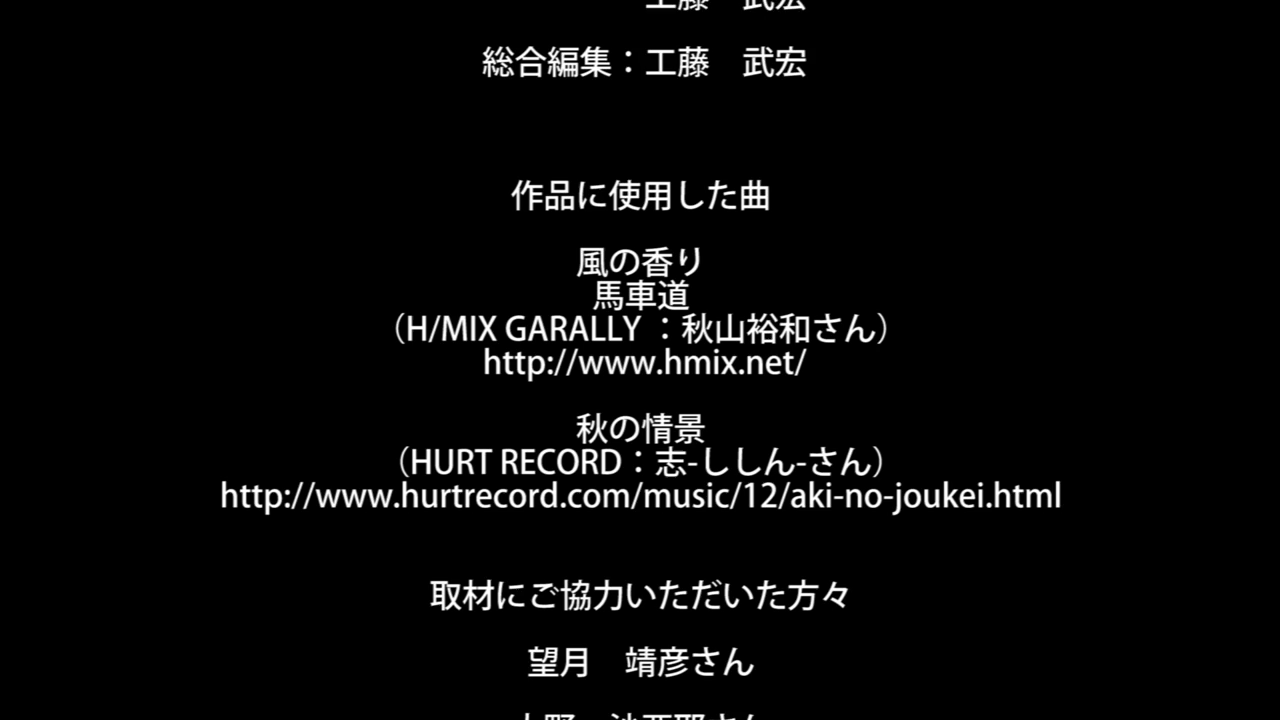 工藤　武宏
総合編集：工藤　武宏
作品に使用した曲
風の香り
馬車道
（H/MIX GARALLY ：秋山裕和さん）
http://www.hmix.net/
秋の情景
（HURT RECORD：志-ししん-さん）
http://www.hurtrecord.com/music/12/aki-no-joukei.html
取材にご協力いただいた方々
望月　靖彦さん